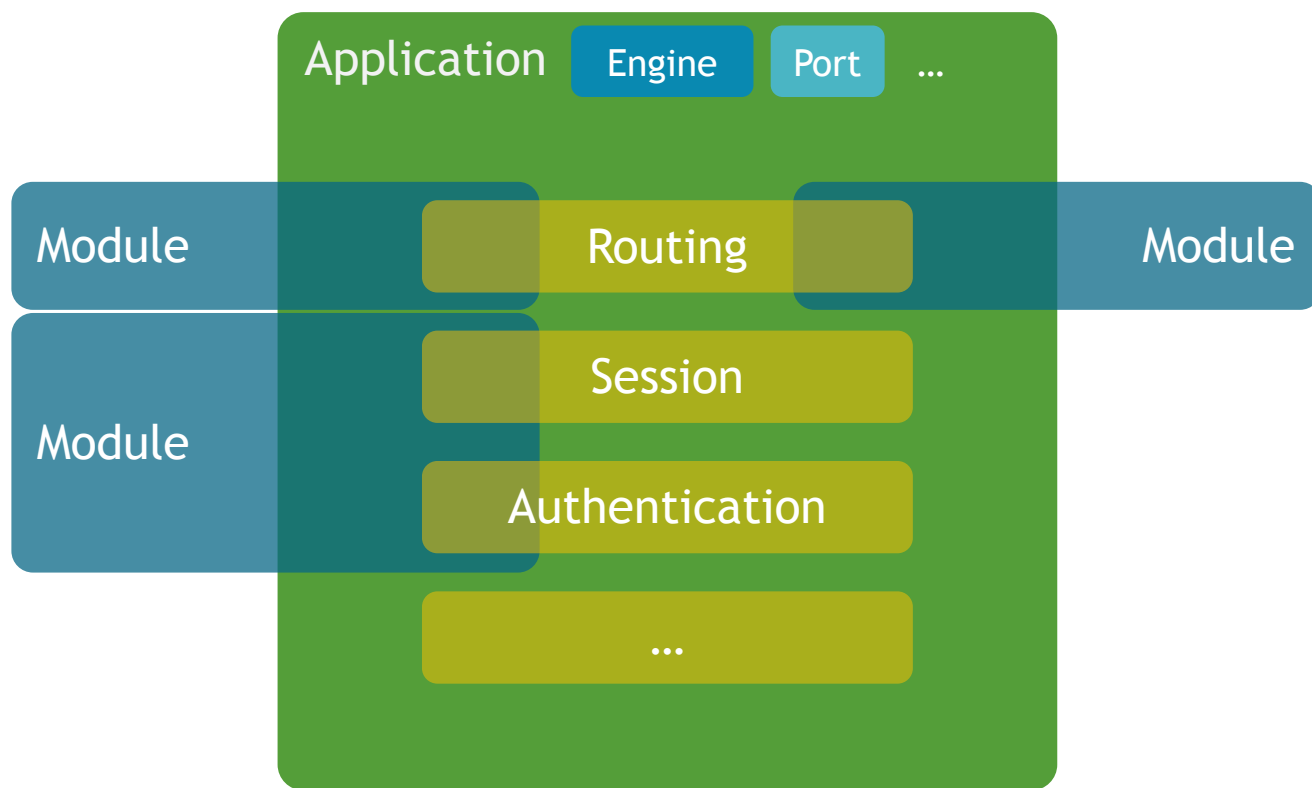 Application Engine Port ...
Module Routing Module
Session
Module
Authentication
...